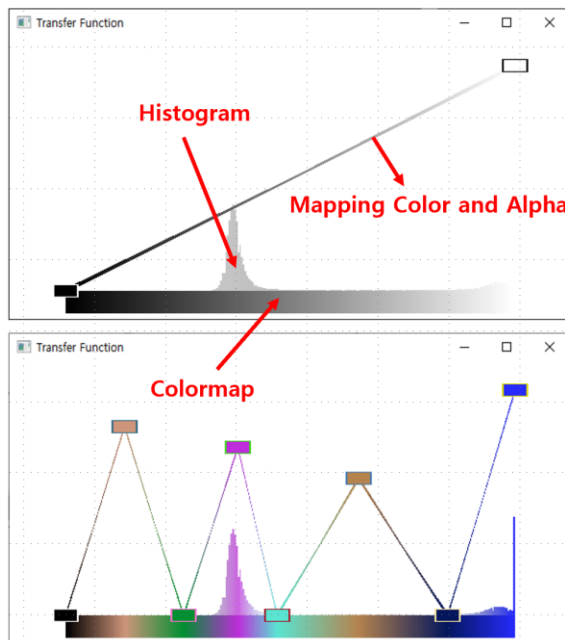 Transfer Function
Histogram
Mapping Color and Alpha
Colormap
Transfer Function